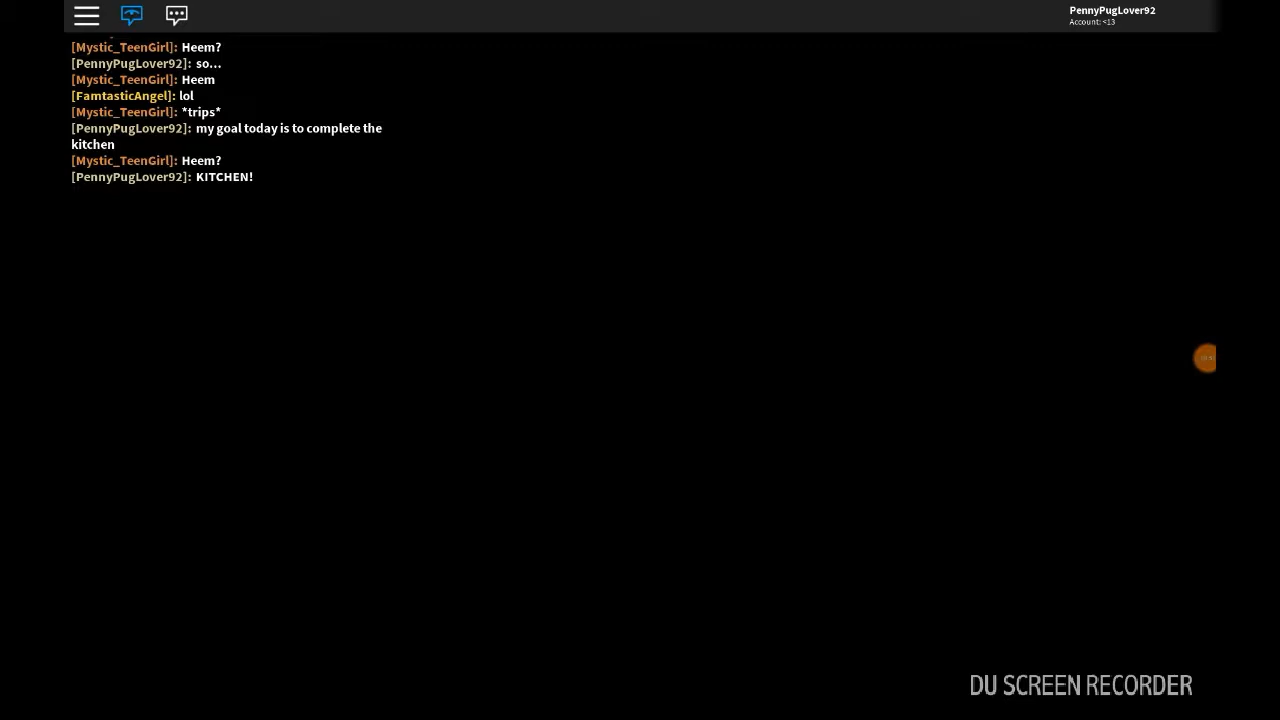 PennyPugLover92
Account: <13
[Mystic_TeenGirl]: Heem?
[PennyPugLover92]: so...
[Mystic_TeenGirl]: Heem
[FamtasticAngel]: lol
[Mystic_TeenGirl]: *trips*
[PennyPugLover92]: my goal today is to complete the
kitchen
[Mystic_TeenGirl]: Heem?
[PennyPugLover92]: KITCHEN!
DU SCREEN RECORDER